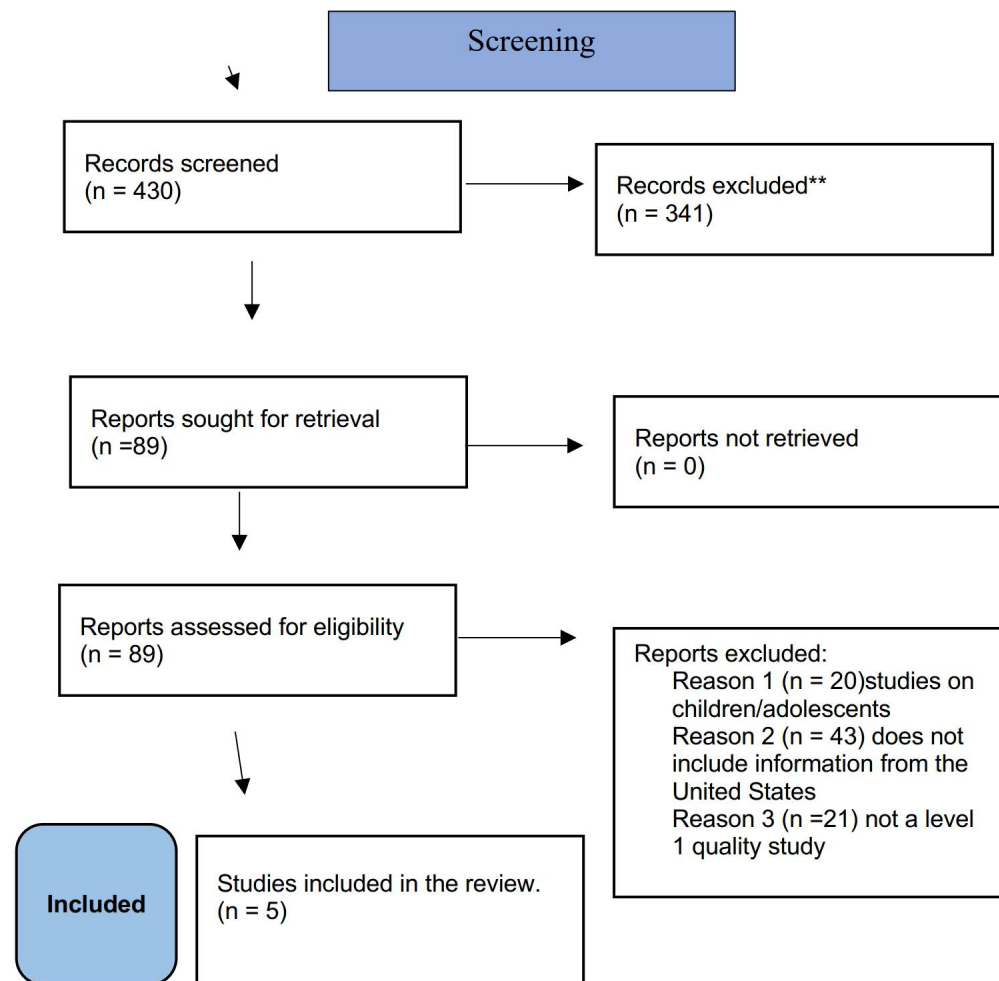 Screening
Records screened
(n = 430)
Records excluded**
(n = 341)
Reports sought for retrieval
(n =89)
Reports not retrieved
(n = 0)
Reports assessed for eligibility
(n = 89)
Reports excluded:
Reason 1 (n = 20)studies on
children/adolescents
Reason 2 (n = 43) does not
include information from the
United States
Reason 3 (n =21) not a level
1 quality study
Included
Studies included in the review.
(n = 5)